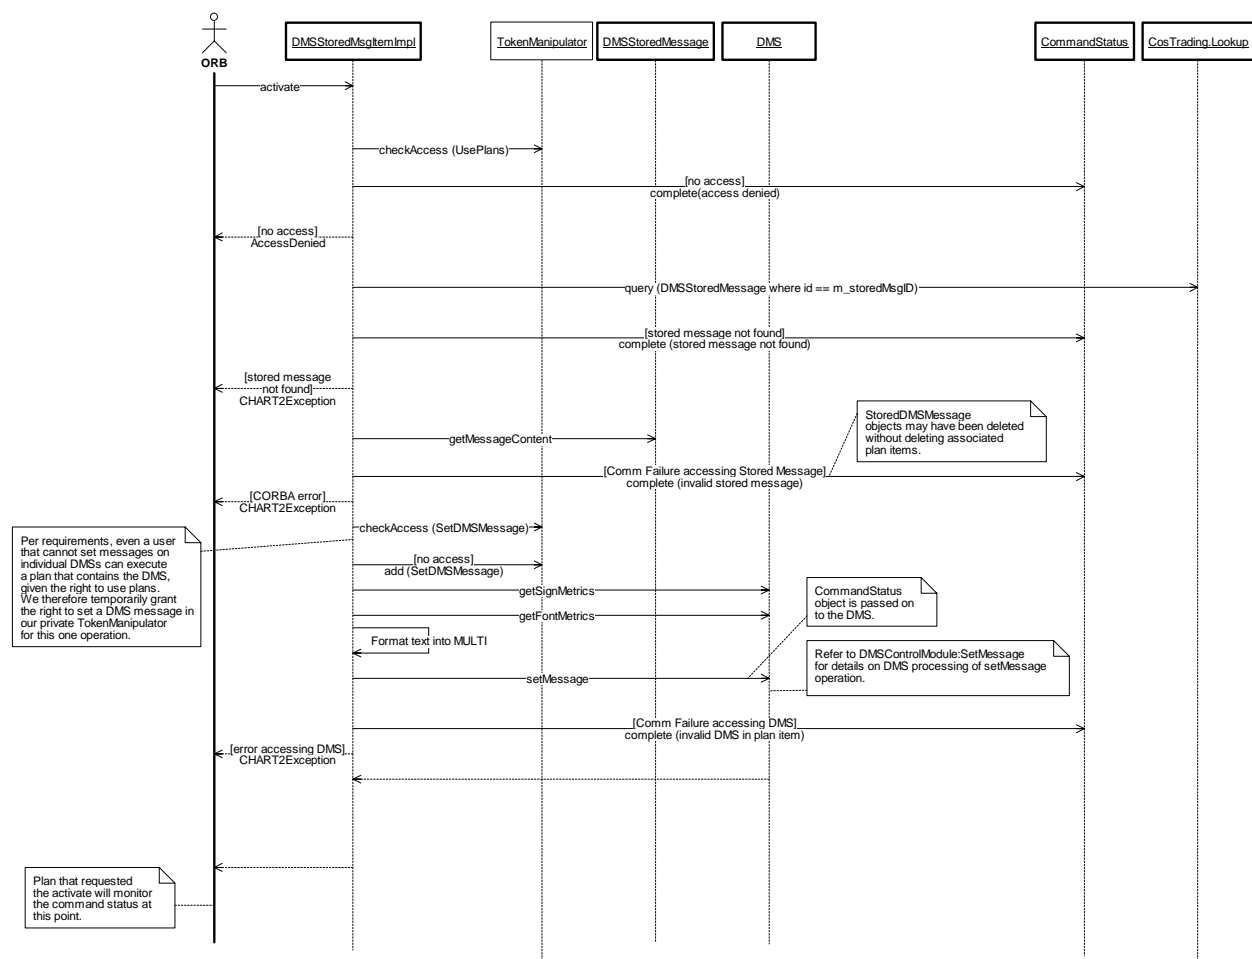 DMSStoredMsgItemImpl
TokenManipulator
DMSStoredMessage
DMS
CommandStatus
CosTrading.Lookup
ORB
activate
checkAccess (UsePlans)
[no access]
complete(access denied)
[no access]
AccessDenied
query (DMSStoredMessage where id == m_storedMsgID)
[stored message not found]
complete (stored message not found)
[stored message
not found]
CHART2Exception
StoredDMSMessage
objects may have been deleted
without deleting associated
plan items.
getMessageContent
[Comm Failure accessing Stored Message]
complete (invalid stored message)
[CORBA error]
CHART2Exception
checkAccess (SetDMSMessage)
Per requirements, even a user
that cannot set messages on
individual DMSs can execute
a plan that contains the DMS,
given the right to use plans.
We therefore temporarily grant
the right to set a DMS message in
our private TokenManipulator
for this one operation.
[no access]
add (SetDMSMessage)
getSignMetrics
CommandStatus
object is passed on
to the DMS.
getFontMetrics
Format text into MULTI
Refer to DMSControlModule:SetMessage
for details on DMS processing of setMessage
operation.
setMessage
[Comm Failure accessing DMS]
complete (invalid DMS in plan item)
[error accessing DMS]
CHART2Exception
Plan that requested
the activate will monitor
the command status at
this point.